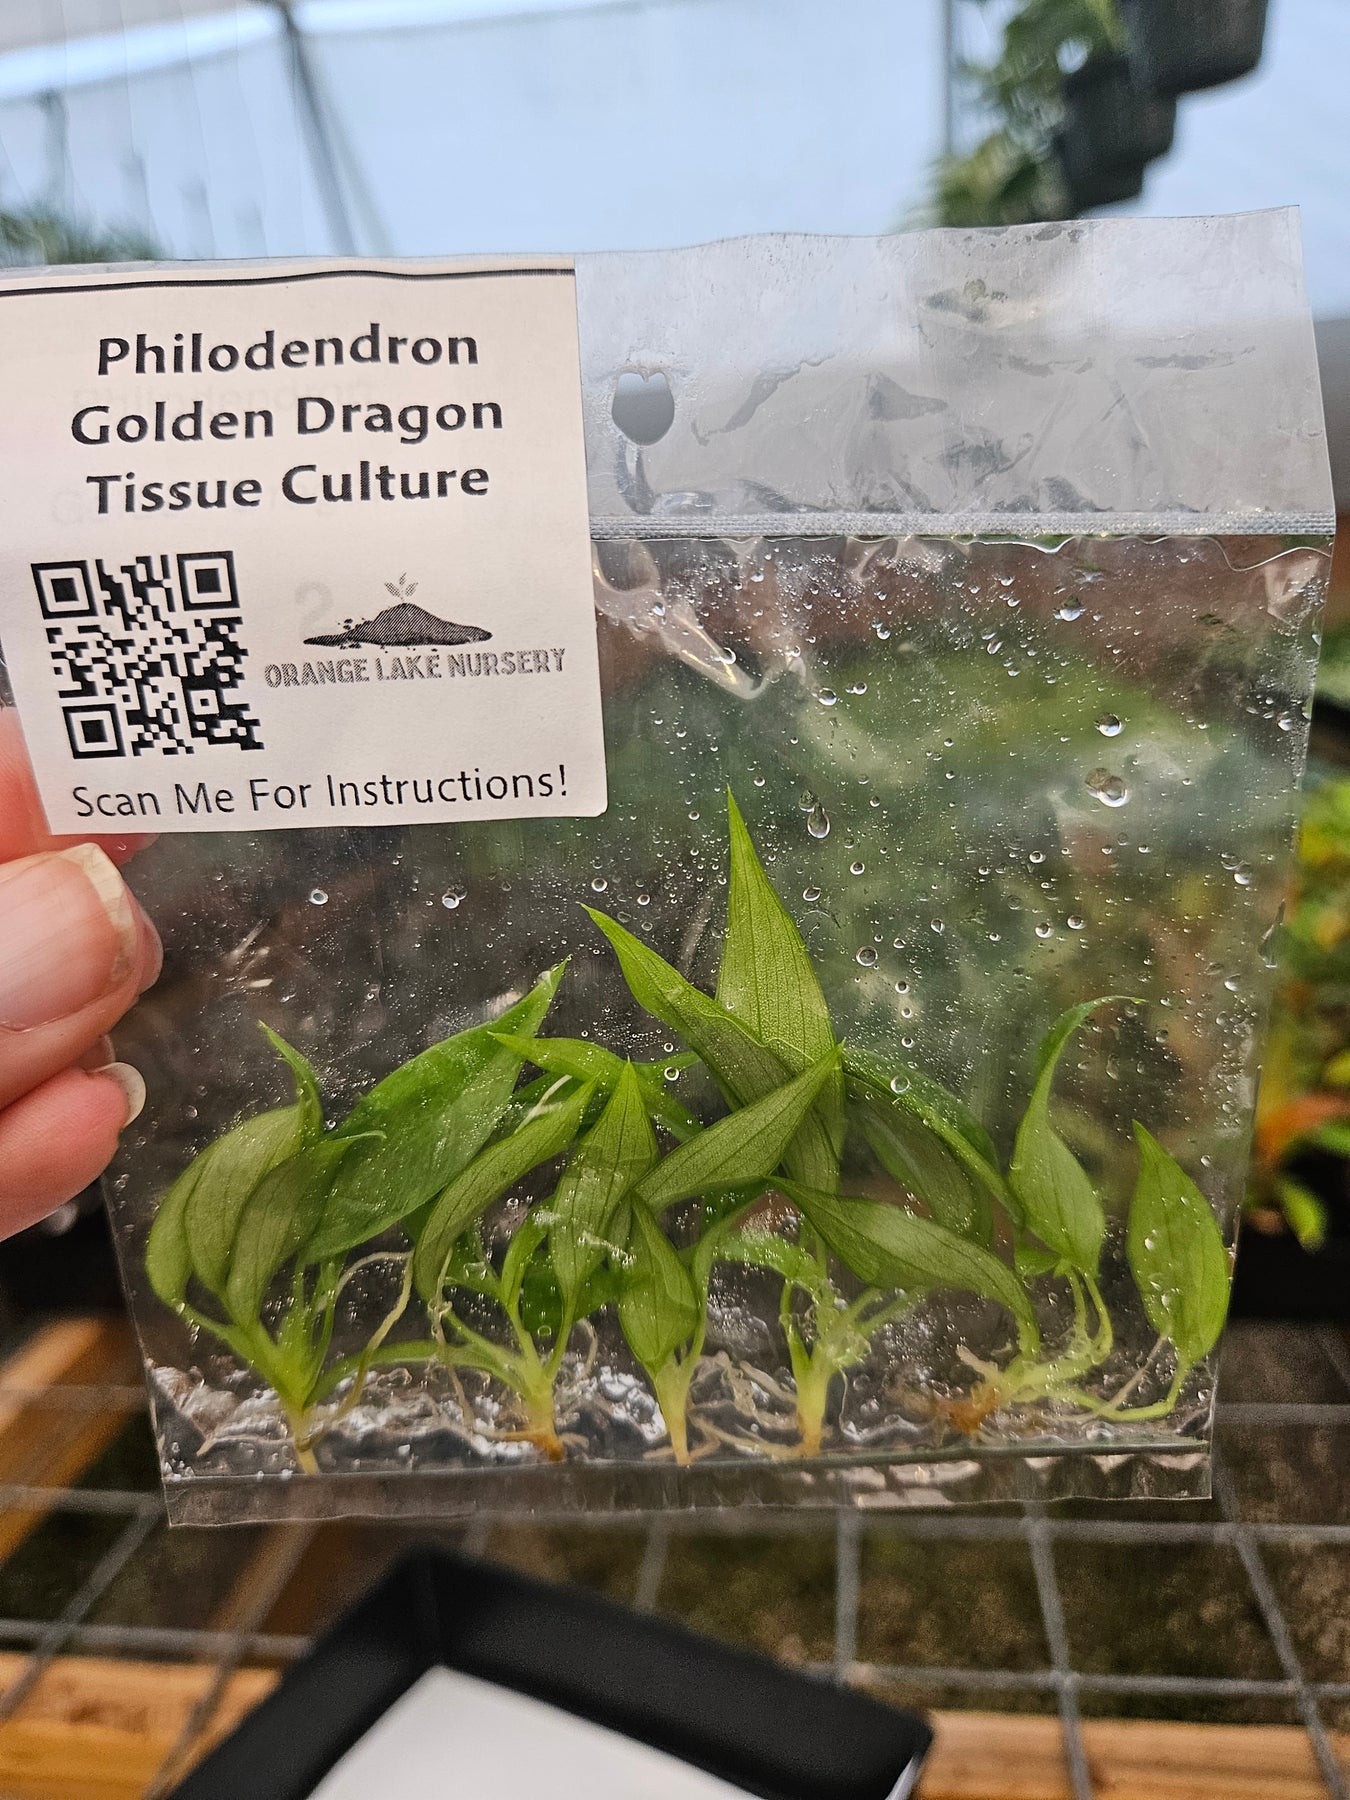 Philodendron
Golden Dragon
Tissue Culture
ORANGE LAKE NURSERY
Scan Me For Instructions!